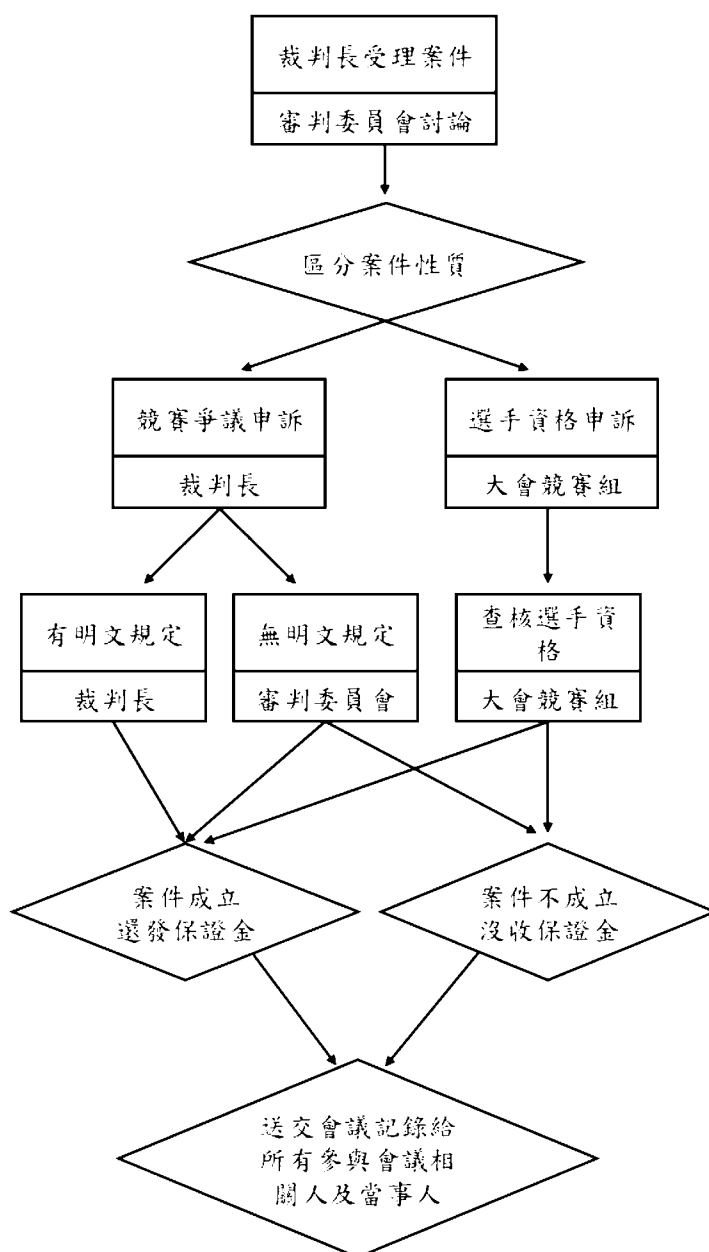 裁判長受理案件
審判委員會討論
區分案件性質
競賽爭議申訴
裁判長
選手資格申訴
大會競賽組
有明文規定
裁判長
無明文規定
審判委員會
查核選手資
格
大會競賽組
案件成立
還發保證金
案件不成立
沒收保證金
送交會議記錄給
所有參與會議相
關人及當事人